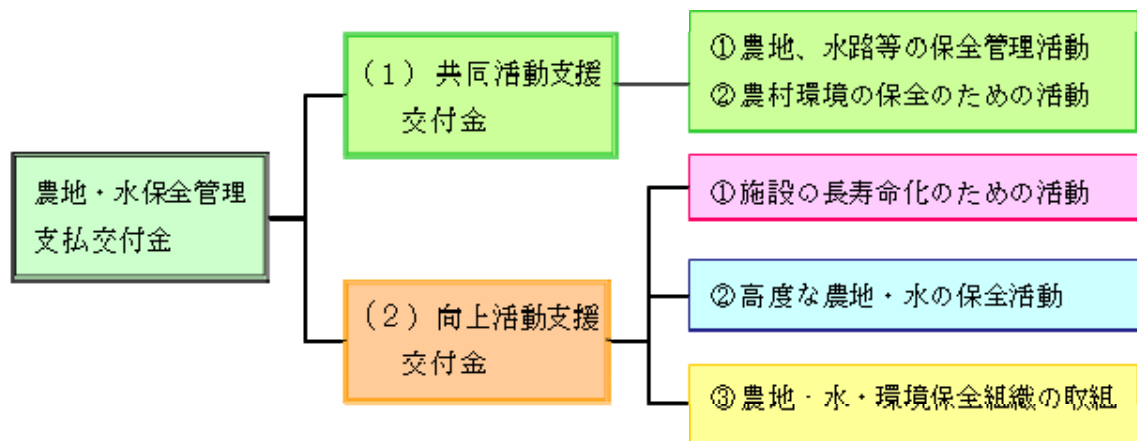 農地・水保全管理
支払交付金
(1) 共同活動支援
交付金
①農地、水路等の保全管理活動
②農村環境の保全のための活動
(2) 向上活動支援
交付金
①施設の長寿命化のための活動
②高度な農地・水の保全活動
③農地・水・環境保全組織の取組